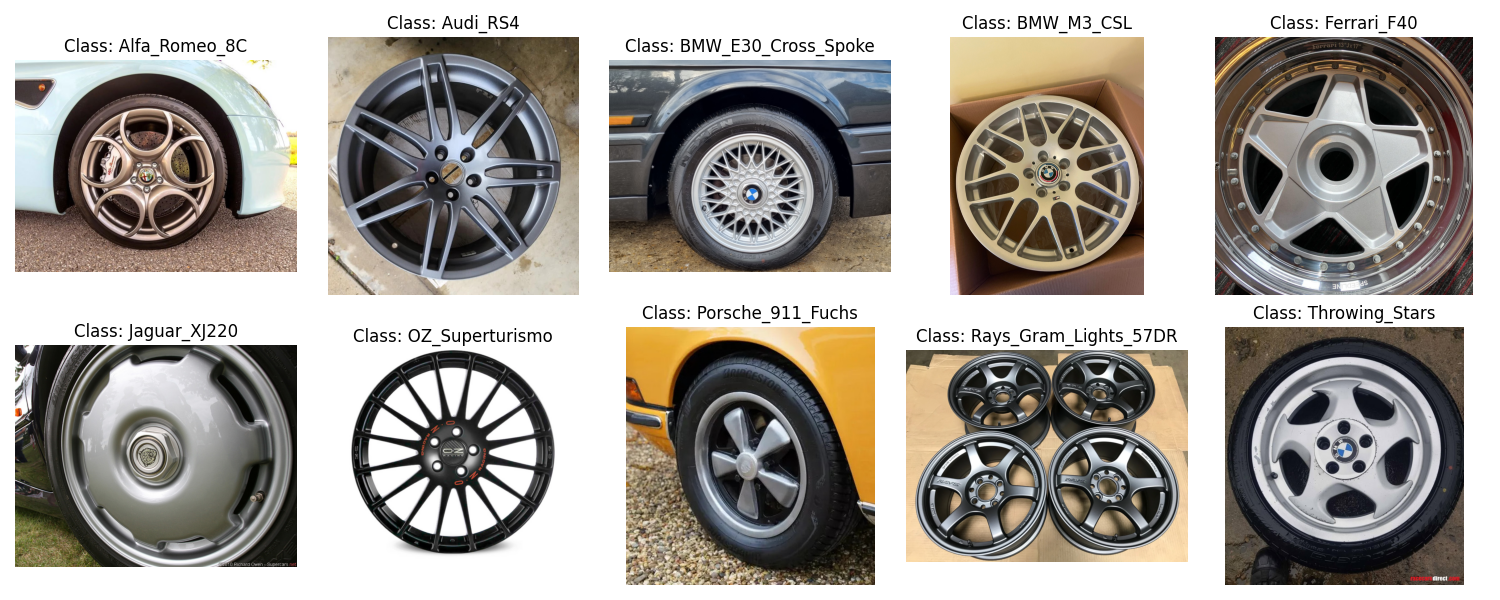 Class: Alfa_Romeo_8C
Class: Audi_RS4
Class: BMW_E30_Cross_Spoke
Class: BMW_M3_CSL
Class: Ferrari_F40
Class: Jaguar_XJ220
Class: OZ_Superturismo
Class: Porsche_911_Fuchs
Class: Rays_Gram_Lights_57DR
Class: Throwing_Stars
OZ